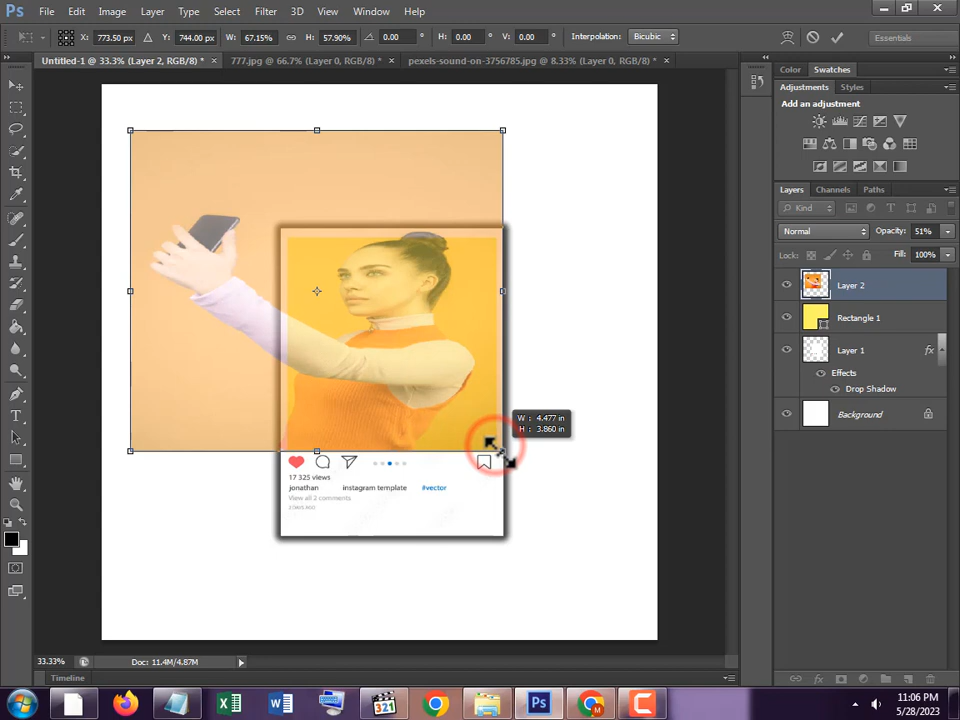 Ps File Edit Image Layer Type Select Filter 3D View Window Help
X: 773.50 px Y: 744.00 px W: 67.15% H: 57.90% 0.00 ° H: 0.00 ° V: 0.00 ° Interpolation: Bicubic Essentials
Untitled-1 @ 33.3% (Layer 2, RGB/8) * × 777.jpg @ 66.7% (Layer 0, RGB/8) * × pexels-sound-on-3756785.jpg @ 8.33% (Layer 0, RGB/8) * ×
Color Swatches
Adjustments Styles
Add an adjustment
Layers Channels Paths
Kind
Normal Opacity: 51%
Lock: Fill: 100%
Layer 2
Rectangle 1
Layer 1 fx
Effects
Drop Shadow
Background
W : 4.477 in
H : 3.860 in
17 325 views
jonathan instagram template #vector
View all 2 comments
33.33% Doc: 11.4M/4.87M
Timeline
321
Ps
11:06 PM
5/28/2023